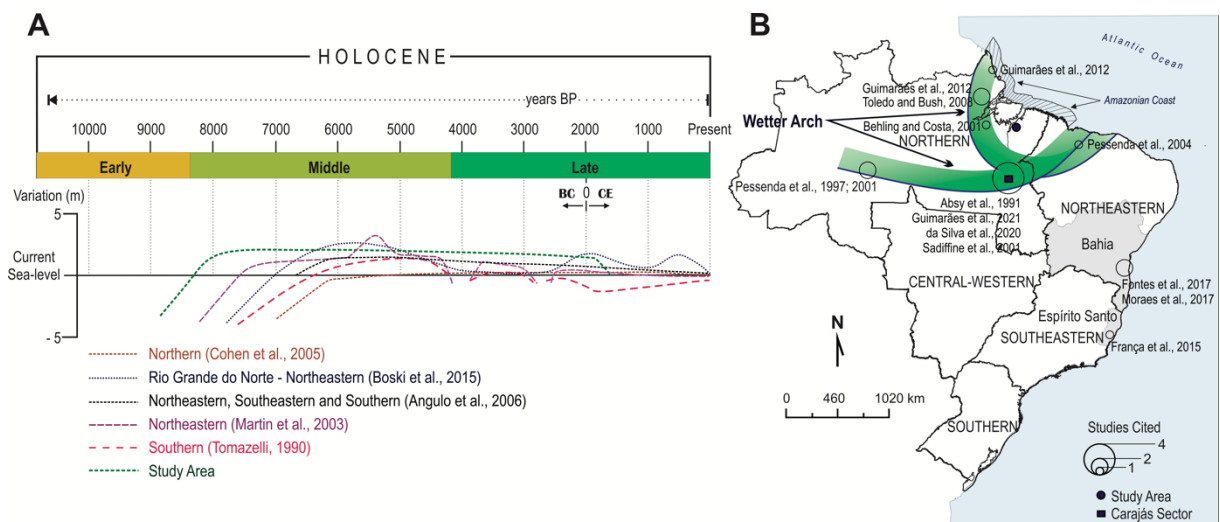 A
HOLOCENE
years BP
10000 9000 8000 7000 6000 5000 4000 3000 2000 1000 Present
Early Middle Late
BC 0 CE
Variation (m)
5
Current
Sea-level
- 5
Northern (Cohen et al., 2005)
Rio Grande do Norte - Northeastern (Boski et al., 2015)
Northeastern, Southeastern and Southern (Angulo et al., 2006)
Northeastern (Martin et al., 2003)
Southern (Tomazelli, 1990)
Study Area
B
Atlantic Ocean
Guimarães et al., 2012
Guimarães et al., 2012
Toledo and Bush, 2008
Amazonian Coast
Wetter Arch
Behling and Costa, 2001
NORTHERN
Pessenda et al., 2004
Pessenda et al., 1997; 2001
Absy et al., 1991
Guimarães et al., 2021
da Silva et al., 2020
Sadiffine et al., 2001
NORTHEASTERN
Bahia
CENTRAL-WESTERN
Fontes et al., 2017
Moraes et al., 2017
Espírito Santo
SOUTHEASTERN
França et al., 2015
N
0 460 1020 km
SOUTHERN
Studies Cited
4
2
1
Study Area
Carajás Sector